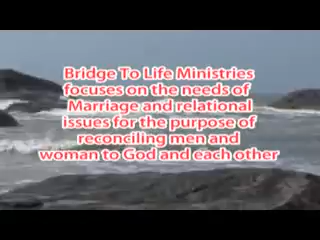 Bridge To Life Ministries
focuses on the needs of
Marriage and relational
issues for the purpose of
reconciling men and
woman to God and each other